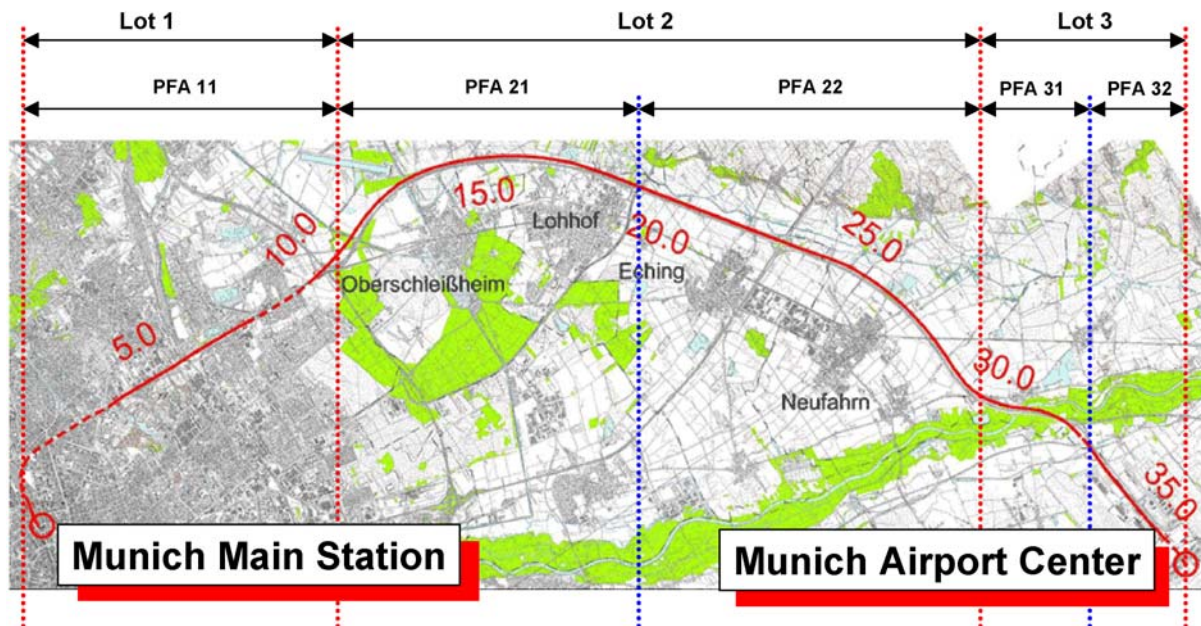 Lot 1
Lot 2
Lot 3
PFA 11
PFA 21
PFA 22
PFA 31
PFA 32
5.0
10.0
15.0
20.0
25.0
30.0
35.0
Lohhof
Eching
Oberschleißheim
Neufahrn
Munich Main Station
Munich Airport Center